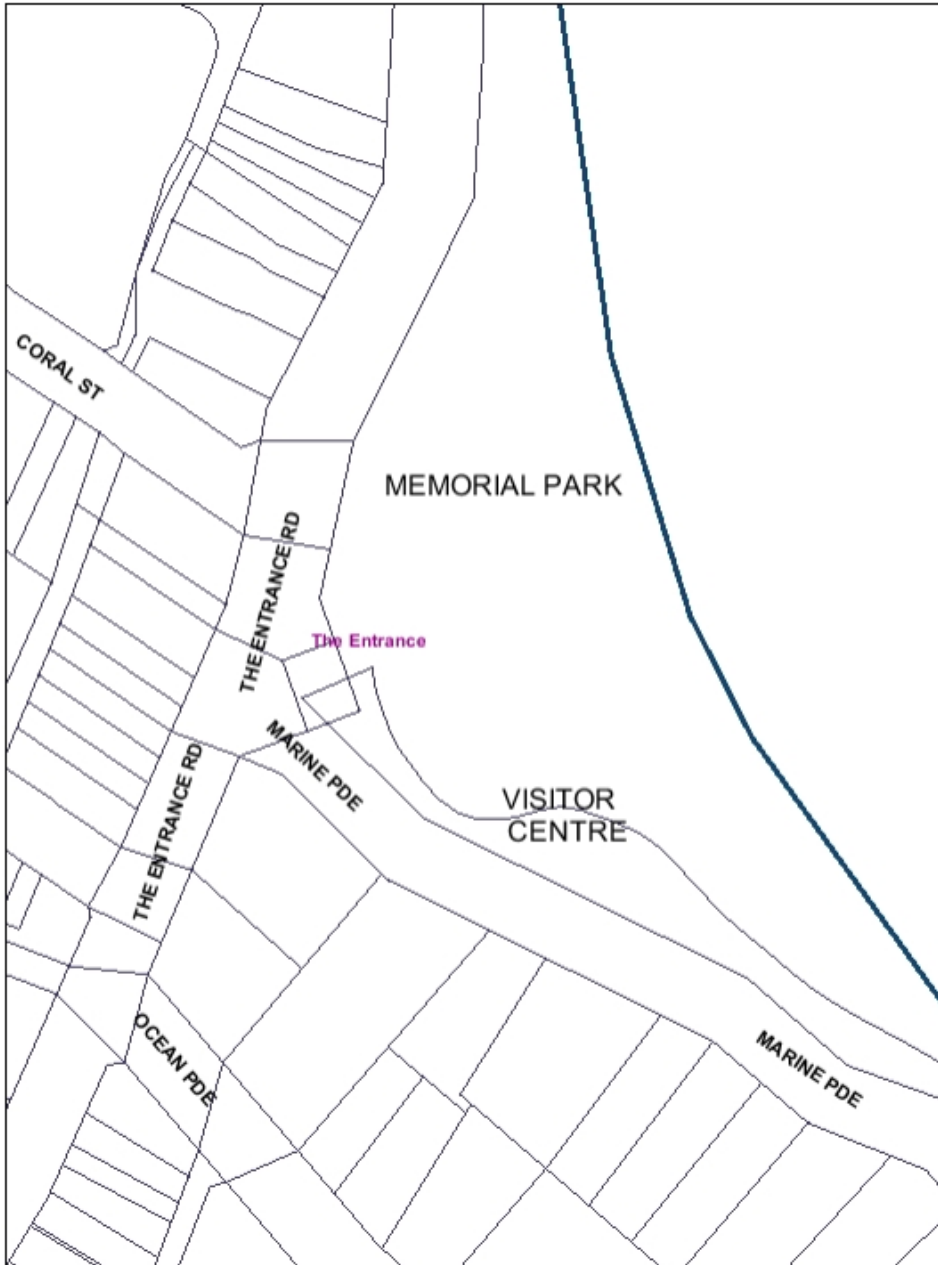 CORAL ST
MEMORIAL PARK
THE ENTRANCE RD
The Entrance
MARINE PDE
THE ENTRANCE RD
VISITOR
CENTRE
OCEAN PDE
MARINE PDE